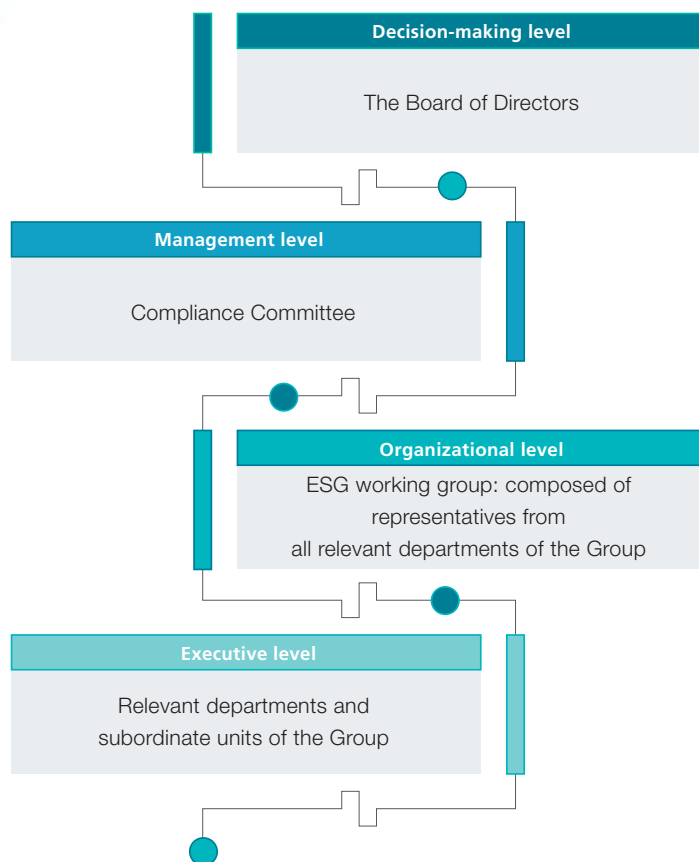 Decision-making level
The Board of Directors
Management level
Compliance Committee
Organizational level
ESG working group: composed of
representatives from
all relevant departments of the Group
Executive level
Relevant departments and
subordinate units of the Group